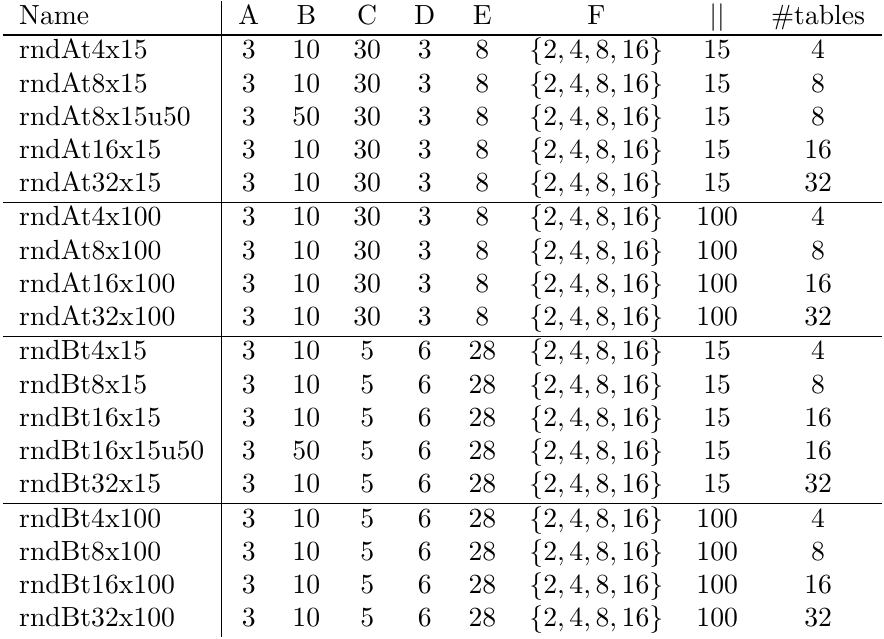 Name A B C D E F || #tables
rndAt4x15 3 10 30 3 8 {2, 4, 8, 16} 15 4
rndAt8x15 3 10 30 3 8 {2, 4, 8, 16} 15 8
rndAt8x15u50 3 50 30 3 8 {2, 4, 8, 16} 15 8
rndAt16x15 3 10 30 3 8 {2, 4, 8, 16} 15 16
rndAt32x15 3 10 30 3 8 {2, 4, 8, 16} 15 32
rndAt4x100 3 10 30 3 8 {2, 4, 8, 16} 100 4
rndAt8x100 3 10 30 3 8 {2, 4, 8, 16} 100 8
rndAt16x100 3 10 30 3 8 {2, 4, 8, 16} 100 16
rndAt32x100 3 10 30 3 8 {2, 4, 8, 16} 100 32
rndBt4x15 3 10 5 6 28 {2, 4, 8, 16} 15 4
rndBt8x15 3 10 5 6 28 {2, 4, 8, 16} 15 8
rndBt16x15 3 10 5 6 28 {2, 4, 8, 16} 15 16
rndBt16x15u50 3 50 5 6 28 {2, 4, 8, 16} 15 16
rndBt32x15 3 10 5 6 28 {2, 4, 8, 16} 15 32
rndBt4x100 3 10 5 6 28 {2, 4, 8, 16} 100 4
rndBt8x100 3 10 5 6 28 {2, 4, 8, 16} 100 8
rndBt16x100 3 10 5 6 28 {2, 4, 8, 16} 100 16
rndBt32x100 3 10 5 6 28 {2, 4, 8, 16} 100 32